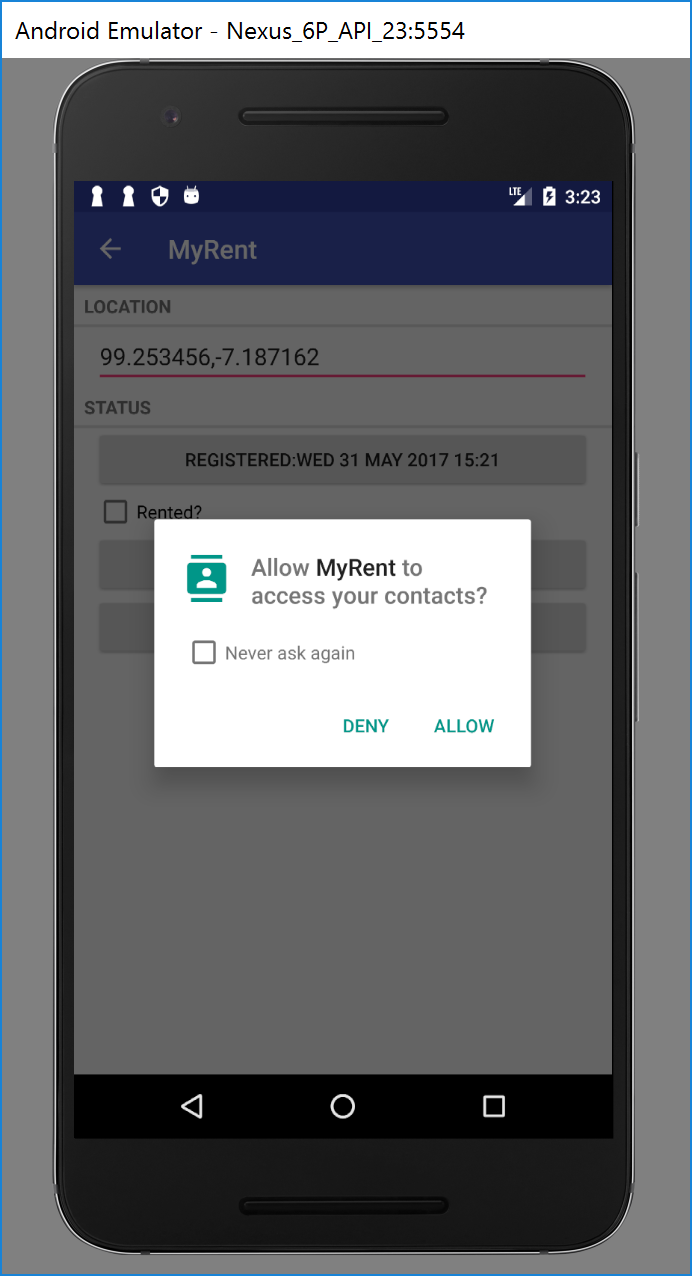 Android Emulator - Nexus_6P_API_23:5554
LTE 3:23
MyRent
LOCATION
99.253456,-7.187162
STATUS
REGISTERED:WED 31 MAY 2017 15:21
Rented?
Allow MyRent to
access your contacts?
Never ask again
DENY ALLOW